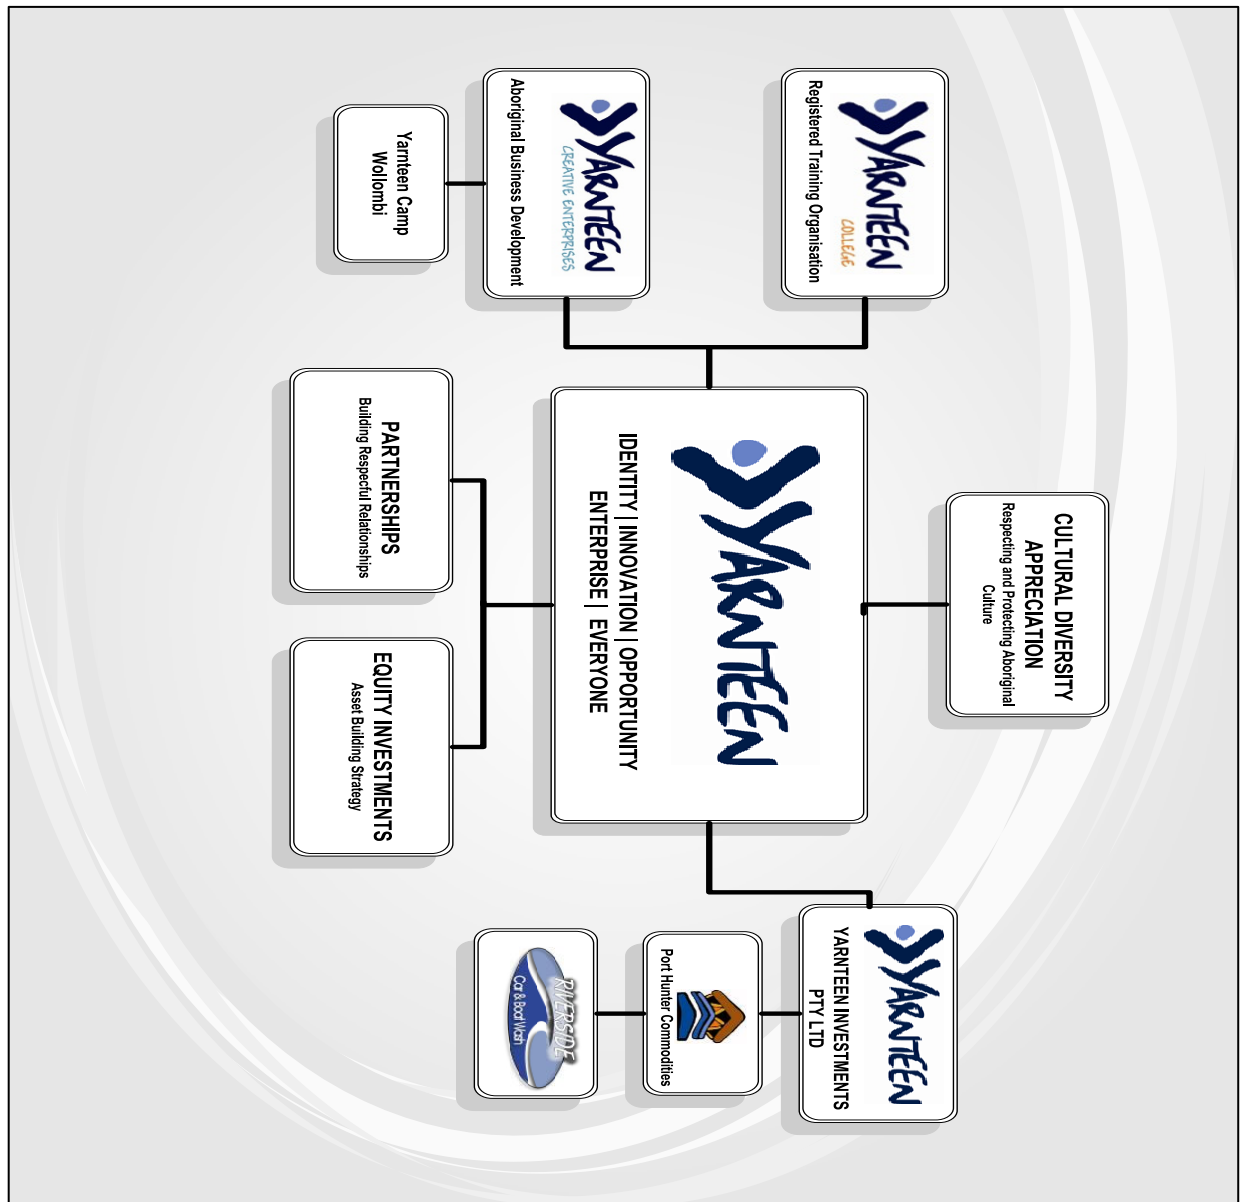 CULTURAL DIVERSITY
APPRECIATION
Respecting and Protecting Aboriginal
Culture
YARNTEEN
COLLEGE
Registered Training Organisation
YARNTEEN
CREATIVE ENTERPRISES
Aboriginal Business Development
Yarnteen Camp
Wollombi
YARNTEEN
IDENTITY | INNOVATION | OPPORTUNITY
ENTERPRISE | EVERYONE
YARNTEEN
YARNTEEN INVESTMENTS
PTY LTD
Port Hunter Commodities
RIVERSIDE
Car & Boat Wash
PARTNERSHIPS
Building Respecful Relationships
EQUITY INVESTMENTS
Asset Building Strategy